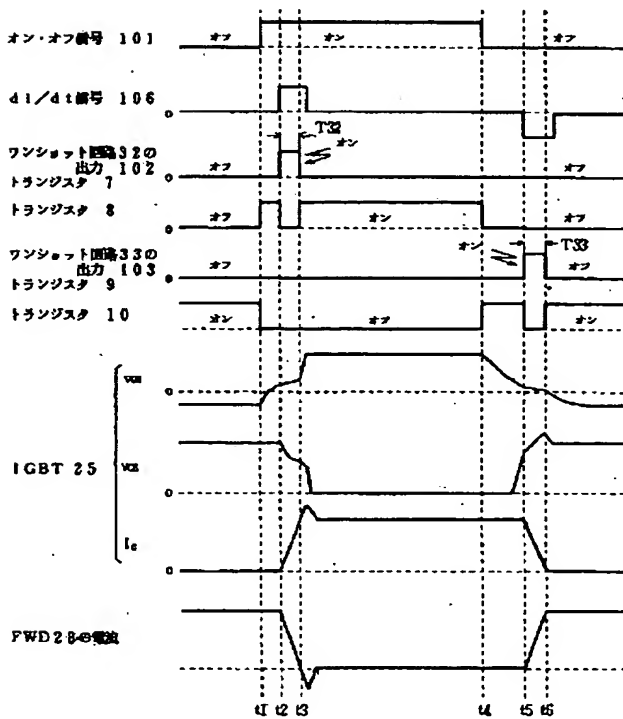 オン・オフ信号 101
オフ
オン
オフ
di/dt信号 106
0
T32
オン
ワンショット回路32の
出力 102
トランジスタ 7
オフ
オフ
0
トランジスタ 8
オフ
オン
オフ
0
ワンショット回路33の
出力 103
トランジスタ 9
オフ
オン
T33
オフ
0
トランジスタ 10
オン
オフ
オン
IGBT 25
0
0
Ic
0
FWD28の電流
t1 t2 t3 t4 t5 t6